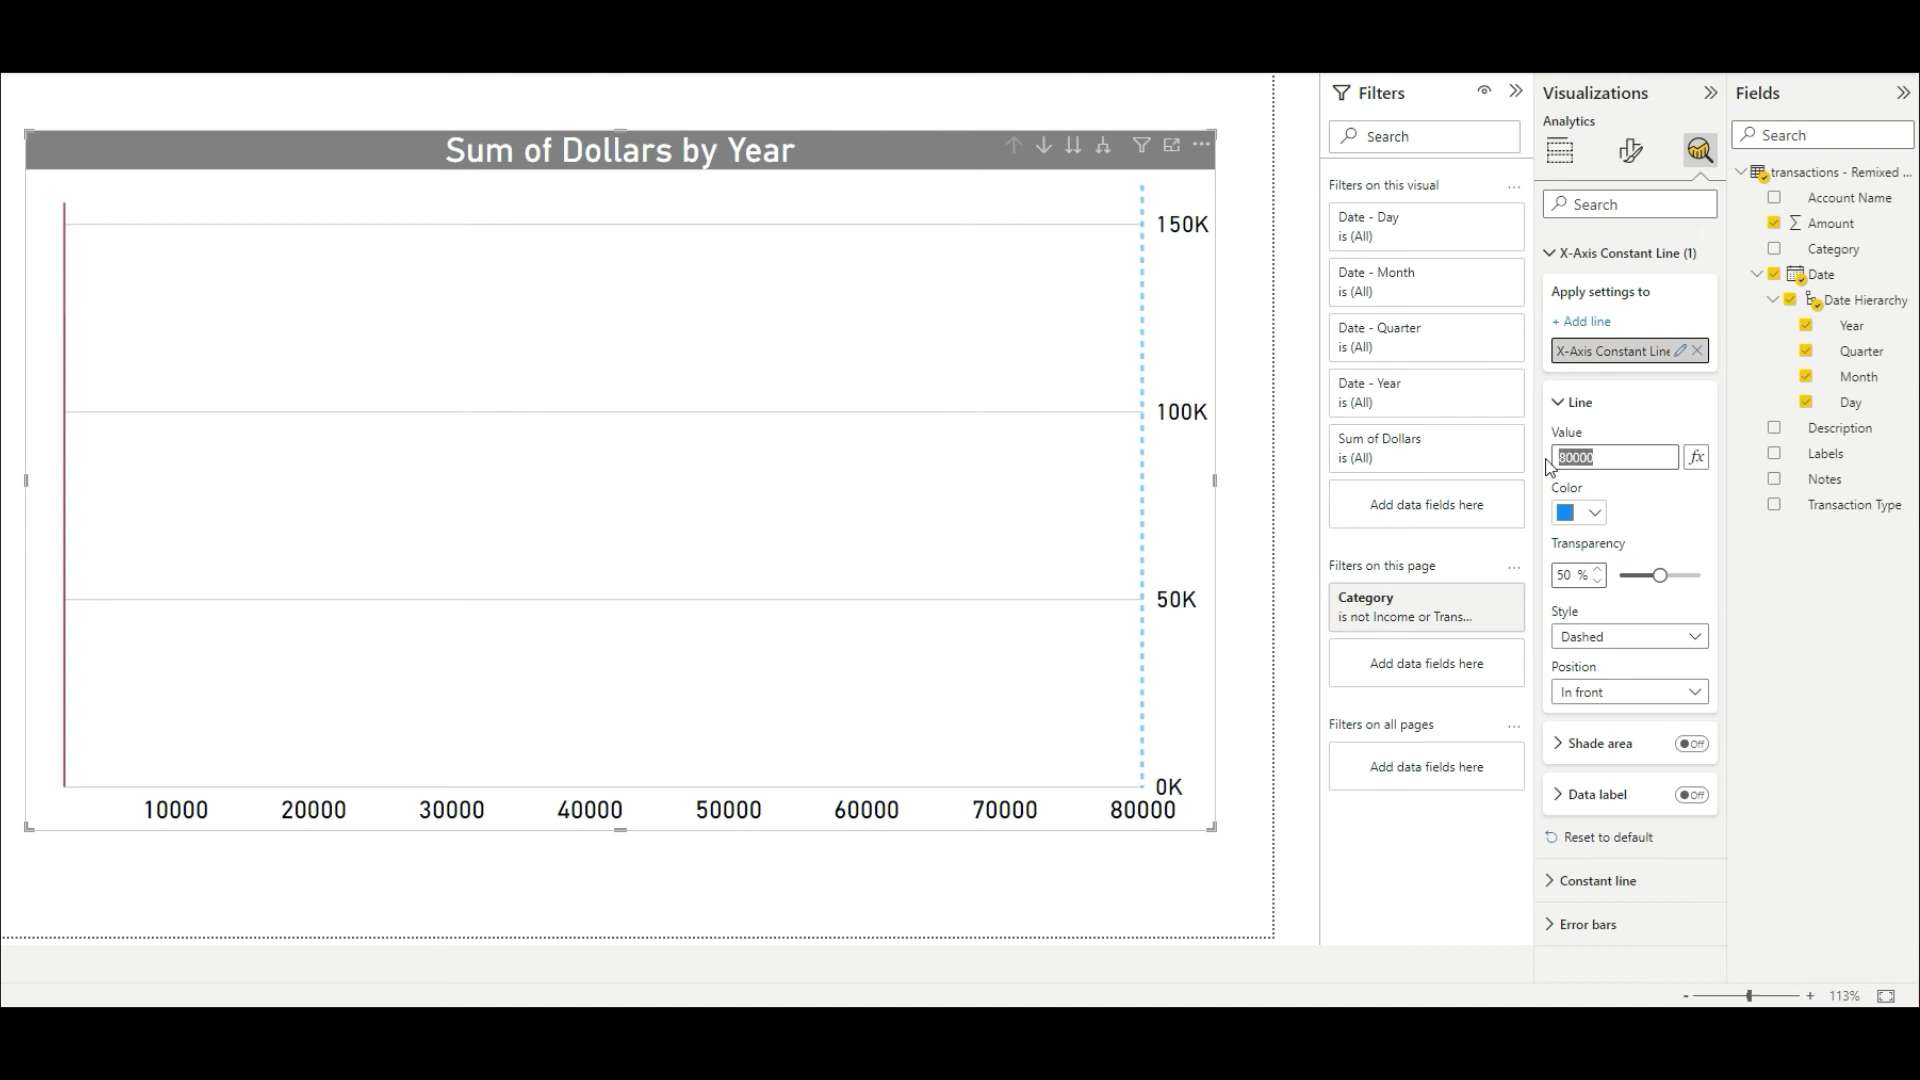 Sum of Dollars by Year
150K
100K
50K
0K
10000 20000 30000 40000 50000 60000 70000 80000
Filters
Search
Filters on this visual
Date - Day
is (All)
Date - Month
is (All)
Date - Quarter
is (All)
Date - Year
is (All)
Sum of Dollars
is (All)
Add data fields here
Filters on this page
Category
is not Income or Trans...
Add data fields here
Filters on all pages
Add data fields here
Visualizations
Analytics
Search
X-Axis Constant Line (1)
Apply settings to
+ Add line
X-Axis Constant Line
Line
Value
80000
fx
Color
Transparency
50 %
Style
Dashed
Position
In front
Shade area Off
Data label Off
Reset to default
Constant line
Error bars
Fields
Search
transactions - Remixed ...
Account Name
Σ Amount
Category
Date
Date Hierarchy
Year
Quarter
Month
Day
Description
Labels
Notes
Transaction Type
- + 113%